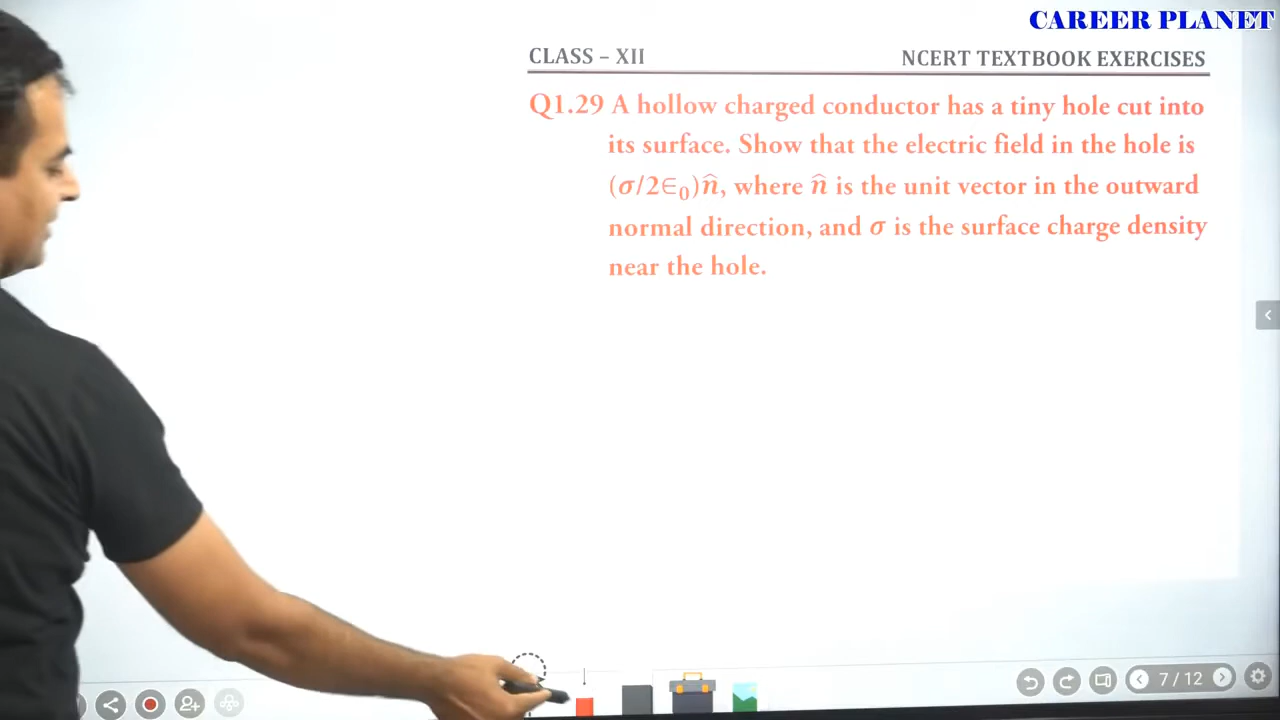 CAREER PLANET
CLASS – XII NCERT TEXTBOOK EXERCISES
Q1.29 A hollow charged conductor has a tiny hole cut into
its surface. Show that the electric field in the hole is
(σ/2∈₀)n̂, where n̂ is the unit vector in the outward
normal direction, and σ is the surface charge density
near the hole.
7 / 12